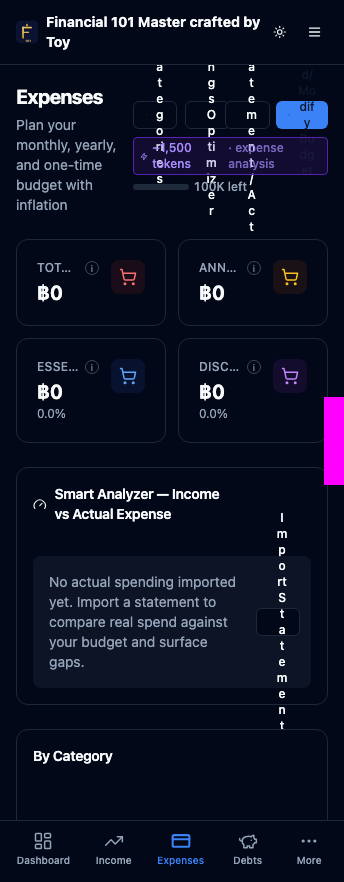 Financial 101 Master crafted by
Toy
Expenses
Plan your
monthly, yearly,
and one-time
budget with
inflation
~1,500
tokens
· expense
analysis
100K left
TOT...
฿0
ANN...
฿0
ESSE...
฿0
0.0%
DISC...
฿0
0.0%
Smart Analyzer — Income
vs Actual Expense
No actual spending imported
yet. Import a statement to
compare real spend against
your budget and surface
gaps.
Import Statement
By Category
Dashboard
Income
Expenses
Debts
More